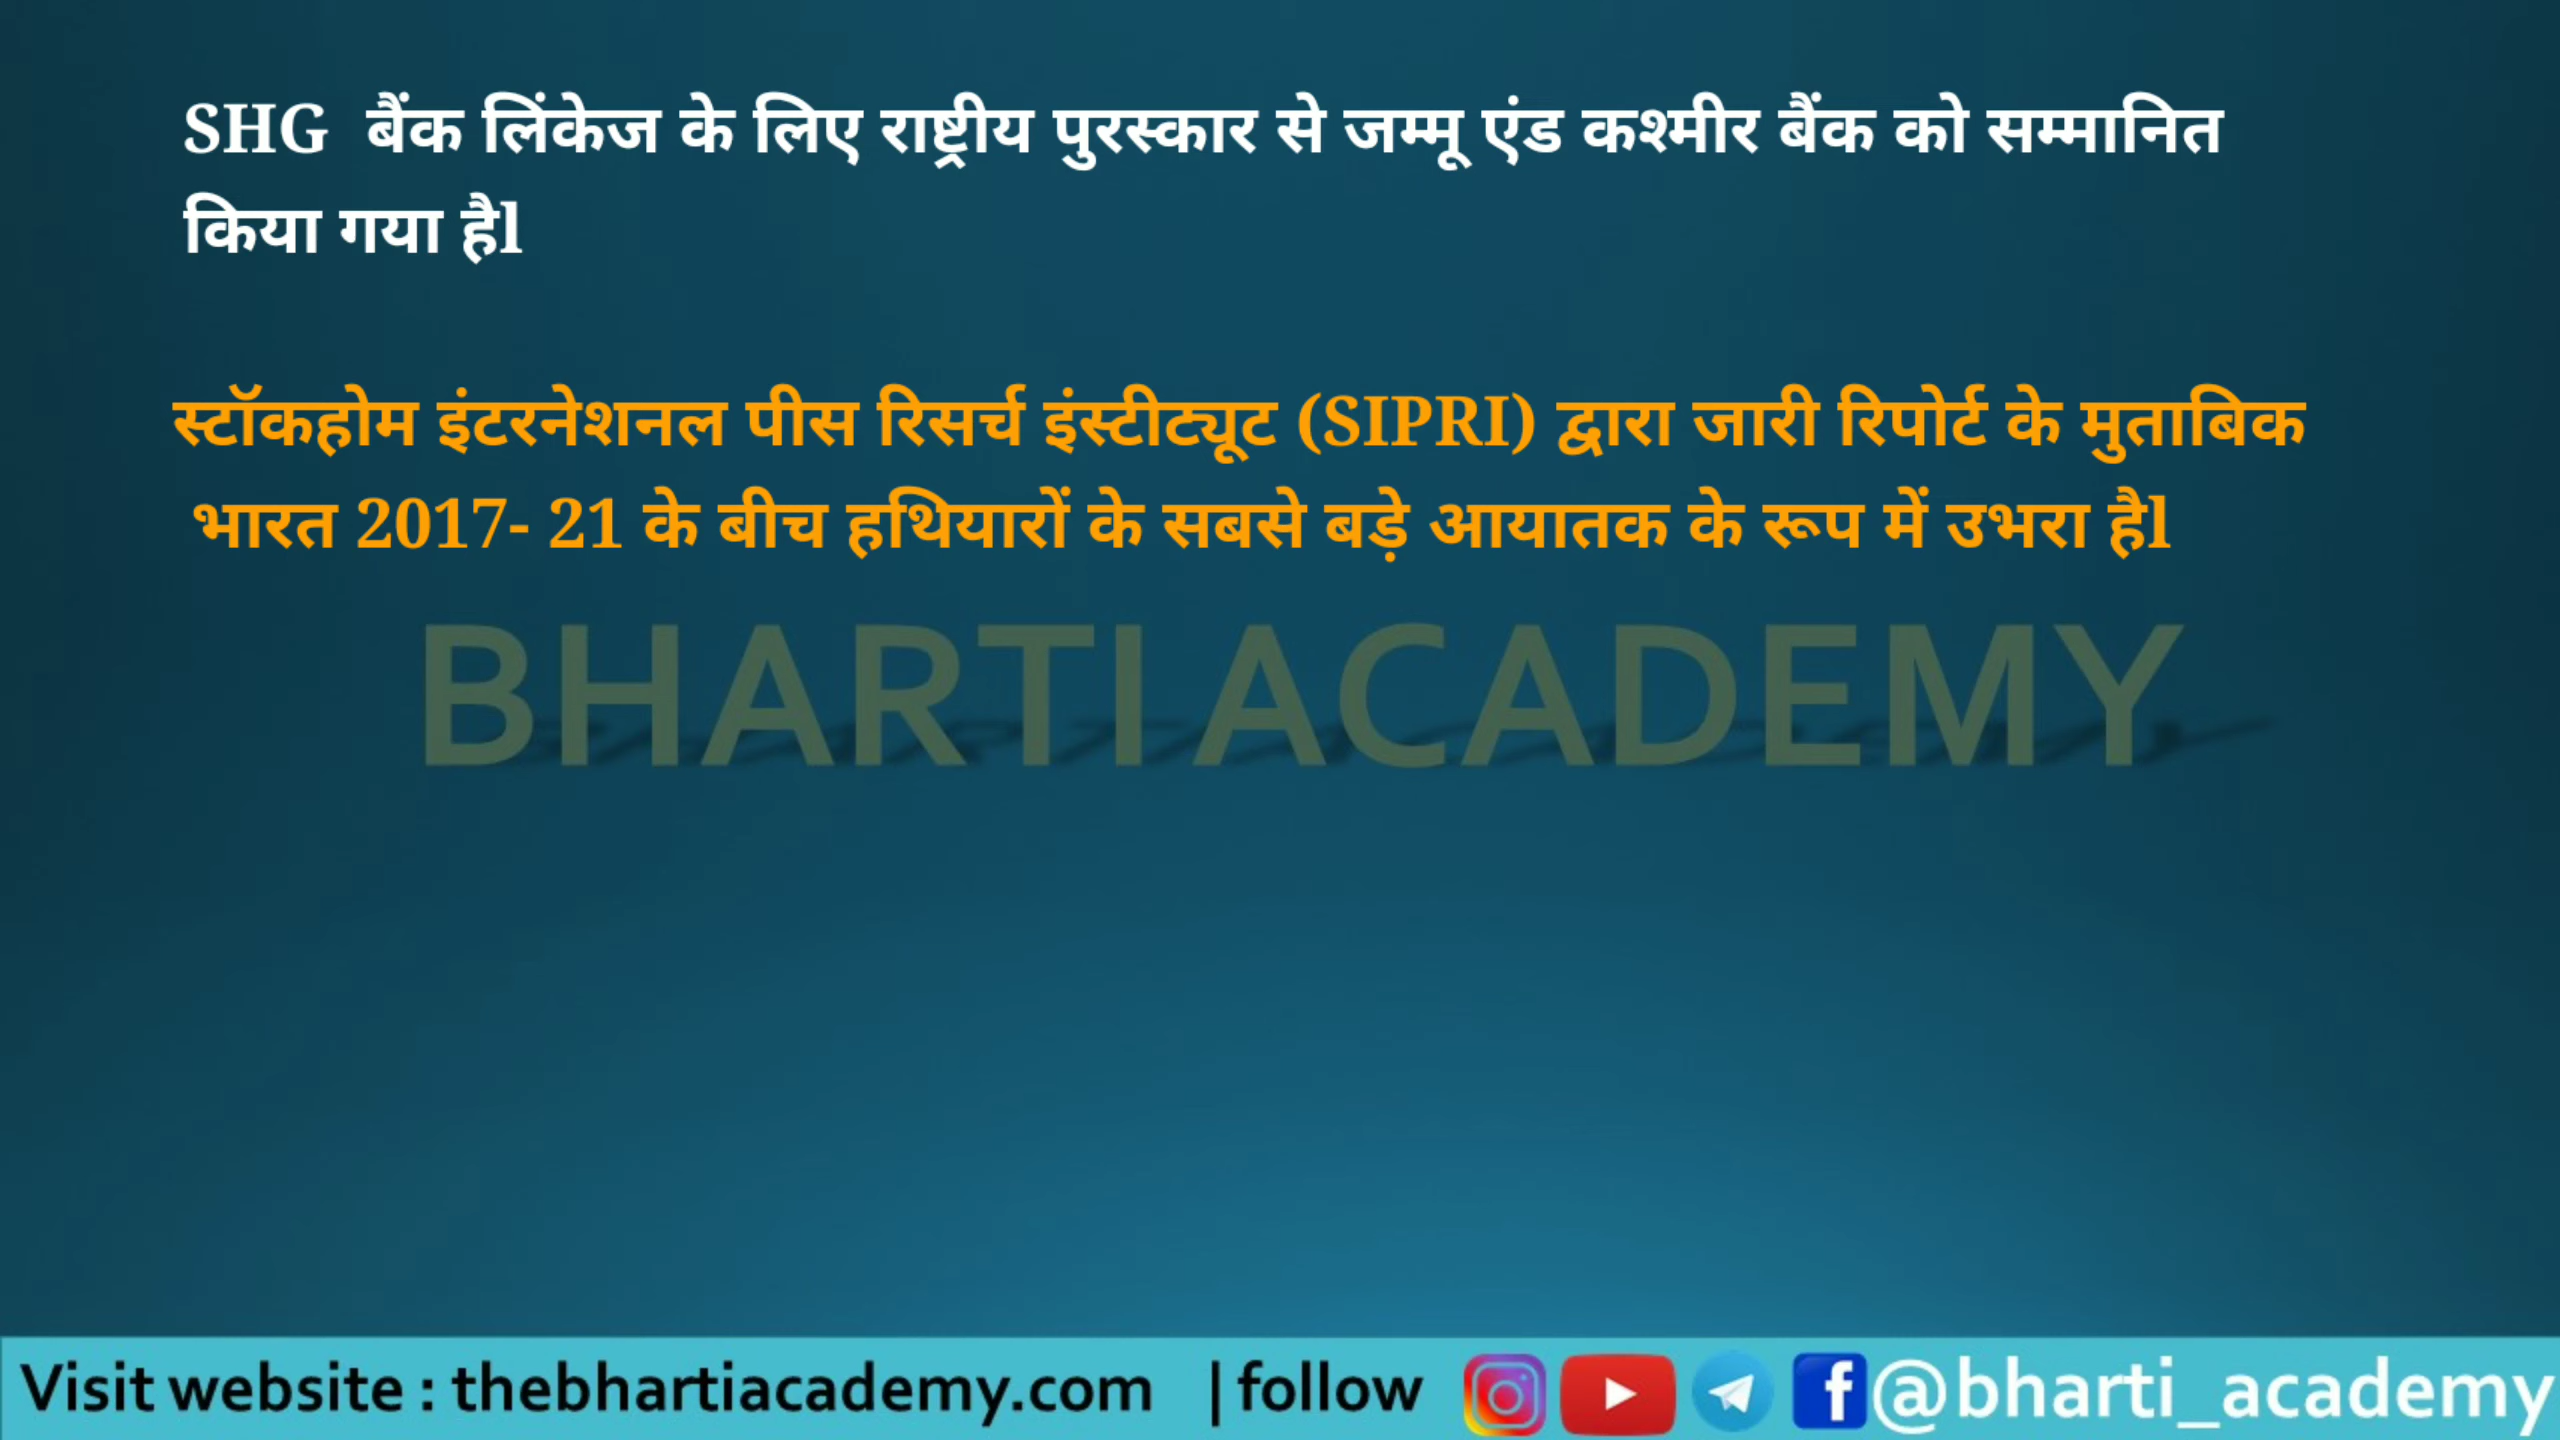 SHG बैंक लिंकेज के लिए राष्ट्रीय पुरस्कार से जम्मू एंड कश्मीर बैंक को सम्मानित
किया गया हैl
स्टॉकहोम इंटरनेशनल पीस रिसर्च इंस्टीट्यूट (SIPRI) द्वारा जारी रिपोर्ट के मुताबिक
भारत 2017- 21 के बीच हथियारों के सबसे बड़े आयातक के रूप में उभरा हैl
BHARTI ACADEMY
Visit website : thebhartiacademy.com | follow @bharti_academy